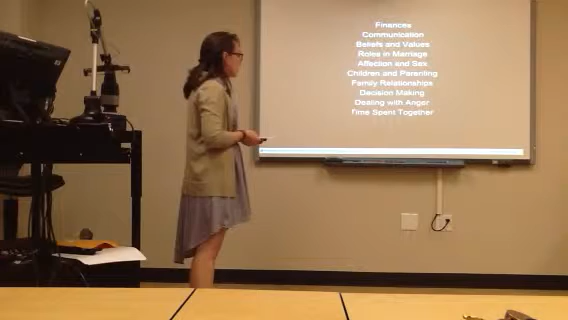 Finances
Communication
Beliefs and Values
Roles in Marriage
Affection and Sex
Children and Parenting
Family Relationships
Decision Making
Dealing with Anger
Time Spent Together